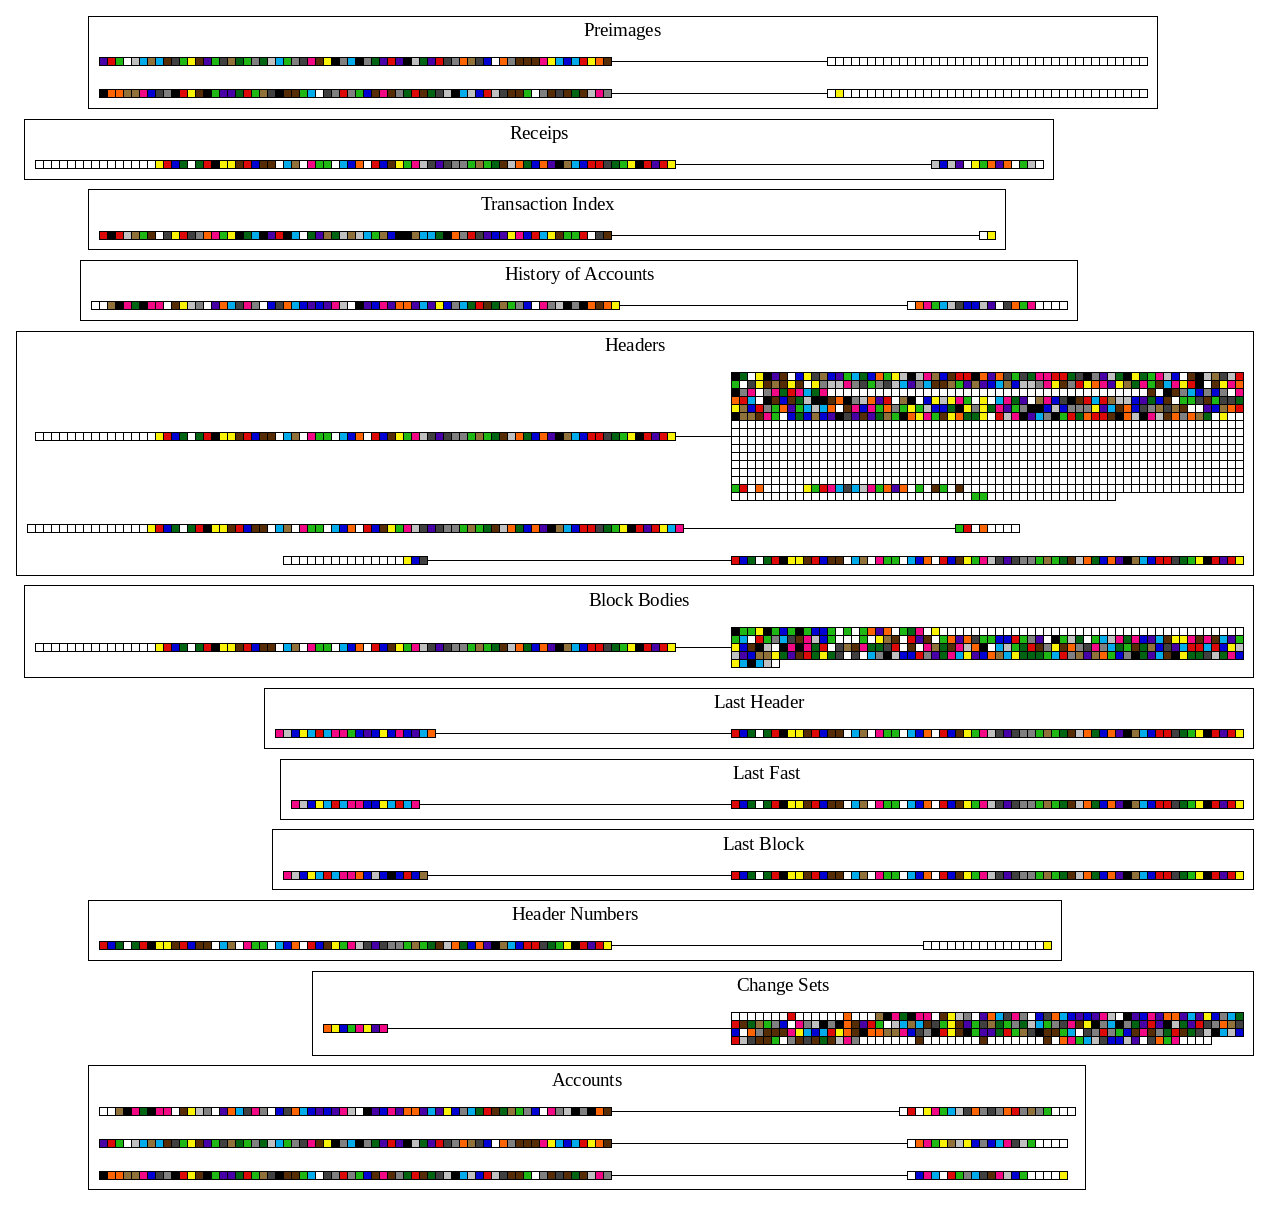 Preimages
Receips
Transaction Index
History of Accounts
Headers
Block Bodies
Last Header
Last Fast
Last Block
Header Numbers
Change Sets
Accounts